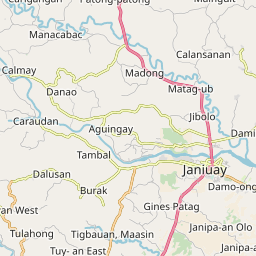 Patong-patong
Manacabac
Calansanan
Calmay
Madong
Danao
Matag-ub
Caraudan
Jibolo
Aguingay
Tambal
Janiuay
Dalusan
Burak
Damo-ong
an West
Gines Patag
Tulahong
Tigbauan, Maasin
Janipa-an Olo
Tuy- an East